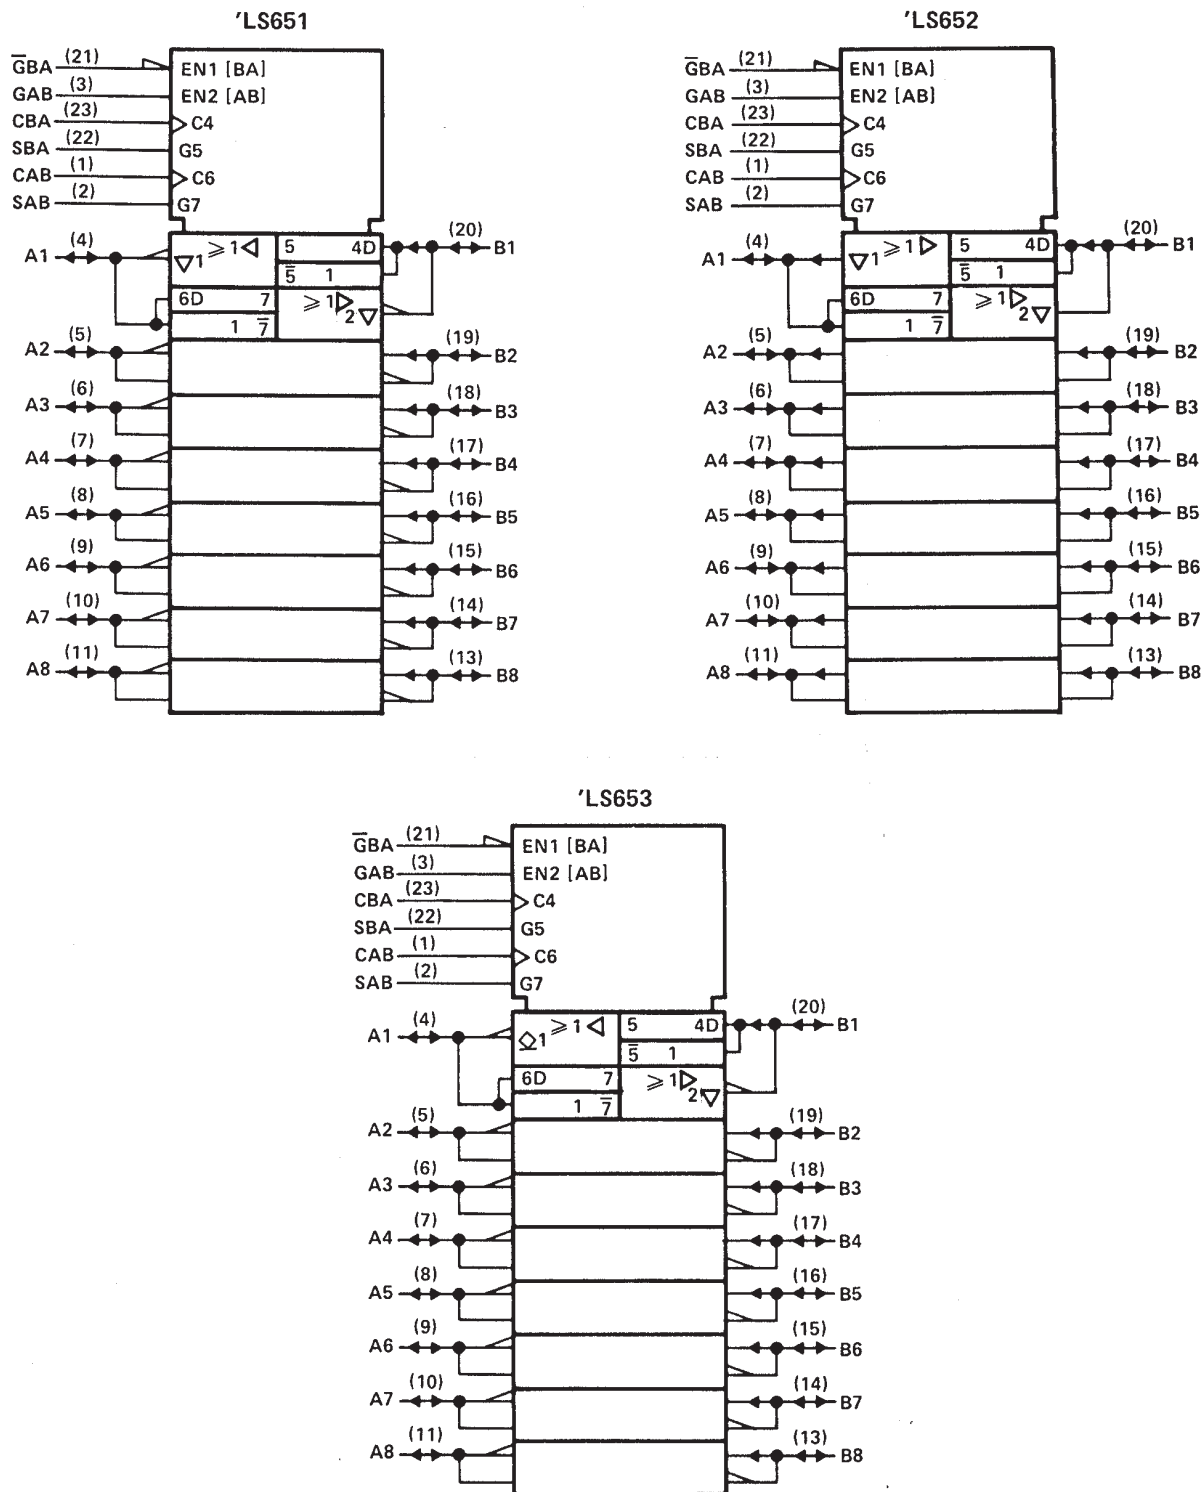 'LS651
G̅BA (21) EN1 [BA]
GAB (3) EN2 [AB]
CBA (23) C4
SBA (22) G5
CAB (1) C6
SAB (2) G7
A1 (4) ▽1 ≥1 ◁ 5 4D (20) B1
5̅ 1
6D 7 ≥1 ▷ 2 ▽
1 7̅
A2 (5) (19) B2
A3 (6) (18) B3
A4 (7) (17) B4
A5 (8) (16) B5
A6 (9) (15) B6
A7 (10) (14) B7
A8 (11) (13) B8
'LS652
G̅BA (21) EN1 [BA]
GAB (3) EN2 [AB]
CBA (23) C4
SBA (22) G5
CAB (1) C6
SAB (2) G7
A1 (4) ▽1 ≥1 ▷ 5 4D (20) B1
5̅ 1
6D 7 ≥1 ▷ 2 ▽
1 7̅
A2 (5) (19) B2
A3 (6) (18) B3
A4 (7) (17) B4
A5 (8) (16) B5
A6 (9) (15) B6
A7 (10) (14) B7
A8 (11) (13) B8
'LS653
G̅BA (21) EN1 [BA]
GAB (3) EN2 [AB]
CBA (23) C4
SBA (22) G5
CAB (1) C6
SAB (2) G7
A1 (4) ◇1 ≥1 ◁ 5 4D (20) B1
5̅ 1
6D 7 ≥1 ▷ 2 ▽
1 7̅
A2 (5) (19) B2
A3 (6) (18) B3
A4 (7) (17) B4
A5 (8) (16) B5
A6 (9) (15) B6
A7 (10) (14) B7
A8 (11) (13) B8